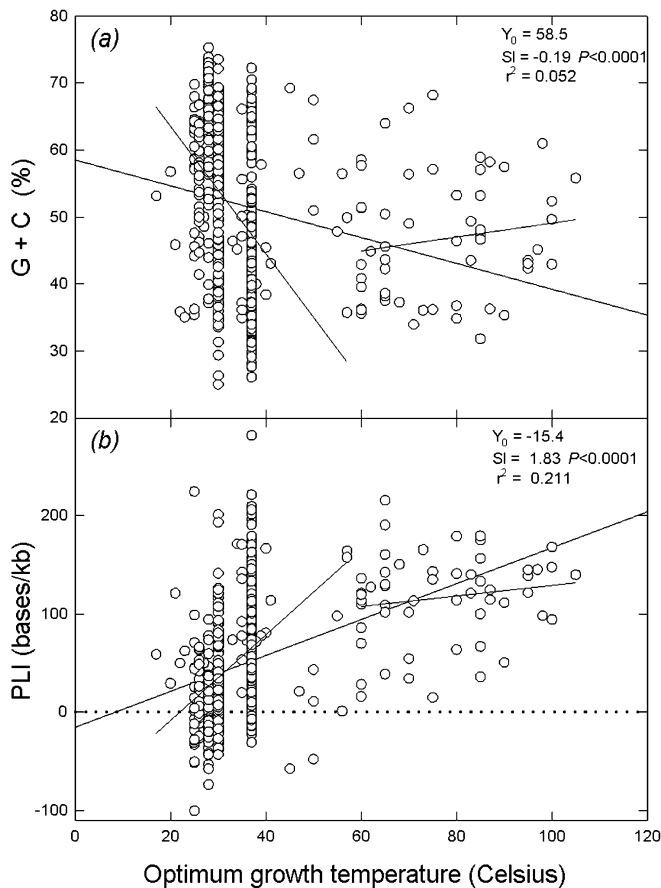 (a)
Y0 = 58.5
SI = -0.19 P<0.0001
r2 = 0.052
80
70
60
50
40
30
20
G + C (%)
(b)
Y0 = -15.4
SI = 1.83 P<0.0001
r2 = 0.211
200
100
0
-100
PLI (bases/kb)
0 20 40 60 80 100 120
Optimum growth temperature (Celsius)